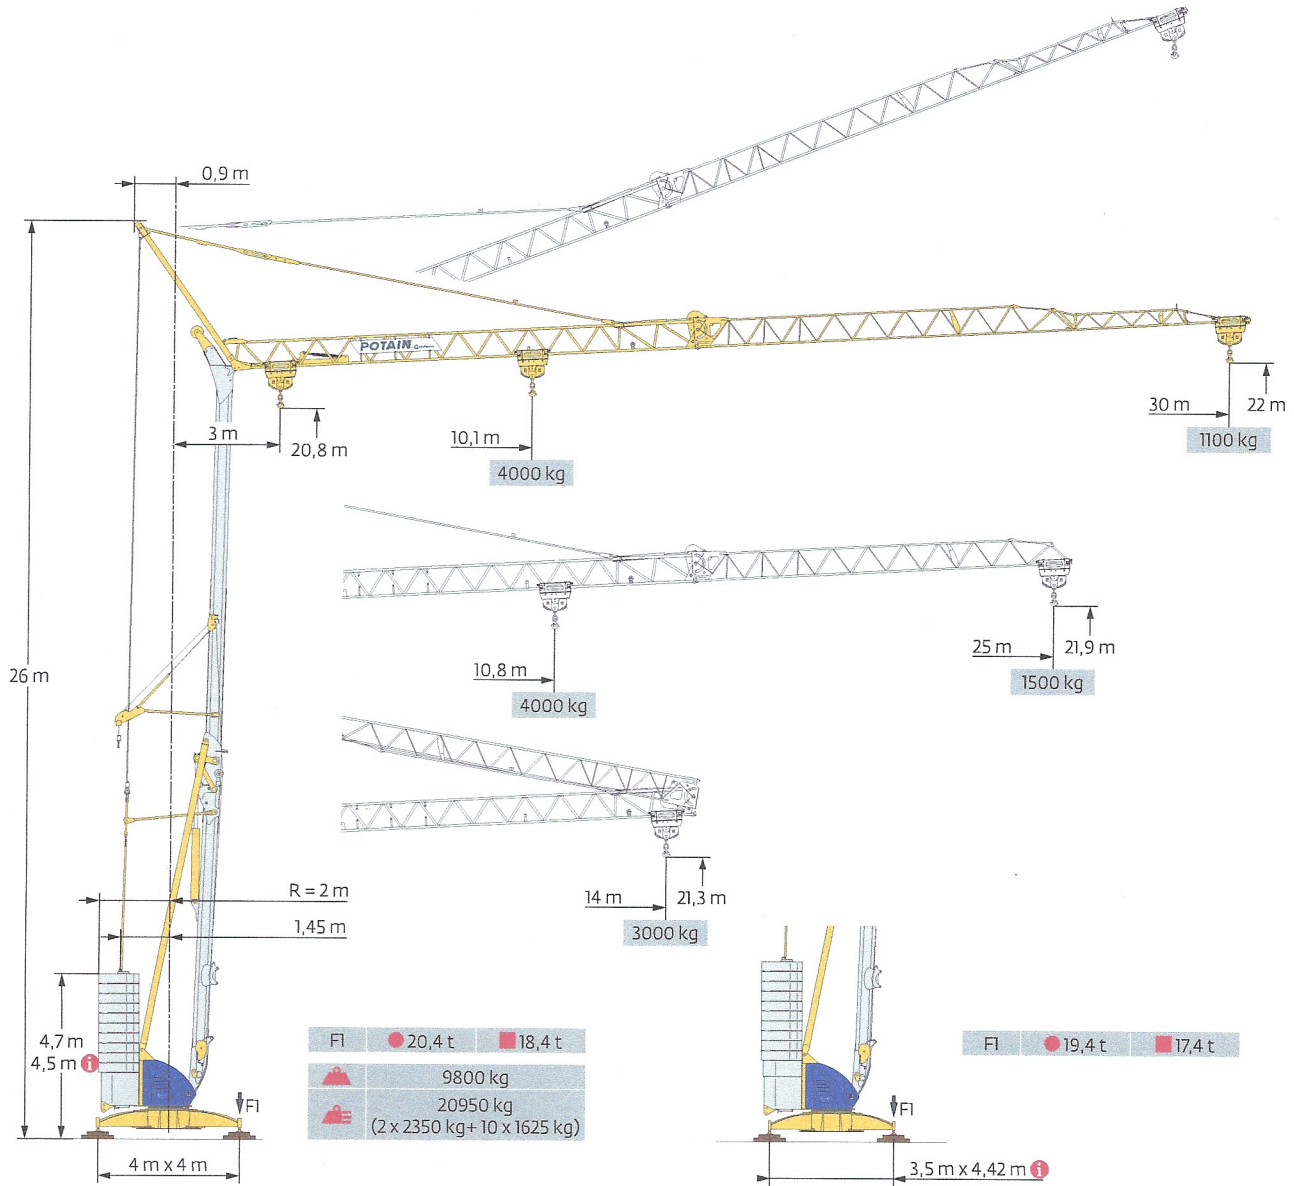 0,9 m
POTAIN
3 m
20,8 m
10,1 m
4000 kg
30 m
22 m
1100 kg
26 m
10,8 m
4000 kg
25 m
21,9 m
1500 kg
14 m
21,3 m
3000 kg
R = 2 m
1,45 m
4,7 m
4,5 m i
F1
4 m x 4 m
F1 20,4 t 18,4 t
9800 kg
20950 kg
(2 x 2350 kg+ 10 x 1625 kg)
F1
3,5 m x 4,42 m i
F1 19,4 t 17,4 t